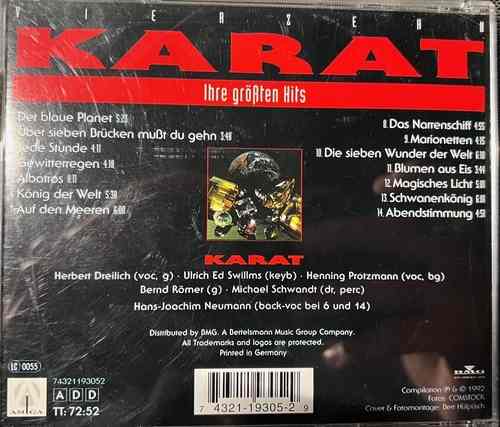 VIERZEHN
KARAT
Ihre größten Hits
Der blaue Planet 5:23
Über sieben Brücken mußt du gehn 3:48
Jede Stunde 4:11
Gewitterregen 4:10
Albatros 8:11
König der Welt 5:30
7. Auf den Meeren 6:00
8. Das Narrenschiff 4:55
9. Marionetten 4:35
10. Die sieben Wunder der Welt 6:10
11. Blumen aus Eis 3:44
12. Magisches Licht 5:01
13. Schwanenkönig 6:01
14. Abendstimmung 4:51
KARAT
Herbert Dreilich (voc, g) · Ulrich Ed Swillms (keyb) · Henning Protzmann (voc, bg)
Bernd Römer (g) · Michael Schwandt (dr, perc)
Hans-Joachim Neumann (back-voc bei 6 und 14)
Distributed by BMG. A Bertelsmann Music Group Company.
All Trademarks and logos are protected.
Printed in Germany
LC 0055
74321193052
AMIGA
ADD
TT: 72:52
7 4321-19305-2 9
BMG
Compilation ℗ & © 1992
Fotos: COMSTOCK
Cover & Fotomontage: Bert Hülpüsch